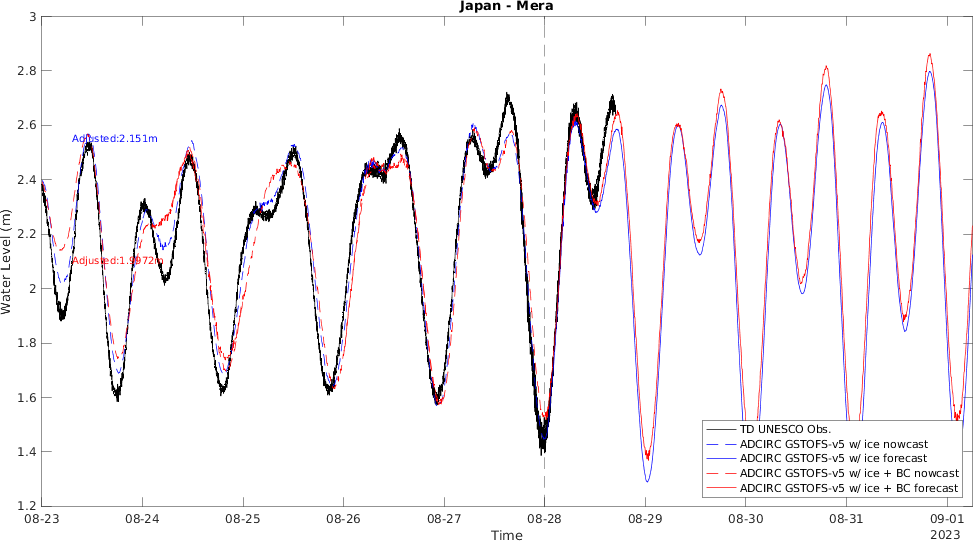 Japan - Mera
3
2.8
2.6
2.4
2.2
2
1.8
1.6
1.4
1.2
Water Level (m)
Adjusted:2.151m
Adjusted:1.9972m
TD UNESCO Obs.
ADCIRC GSTOFS-v5 w/ ice nowcast
ADCIRC GSTOFS-v5 w/ ice forecast
ADCIRC GSTOFS-v5 w/ ice + BC nowcast
ADCIRC GSTOFS-v5 w/ ice + BC forecast
08-23 08-24 08-25 08-26 08-27 08-28 08-29 08-30 08-31 09-01
2023
Time